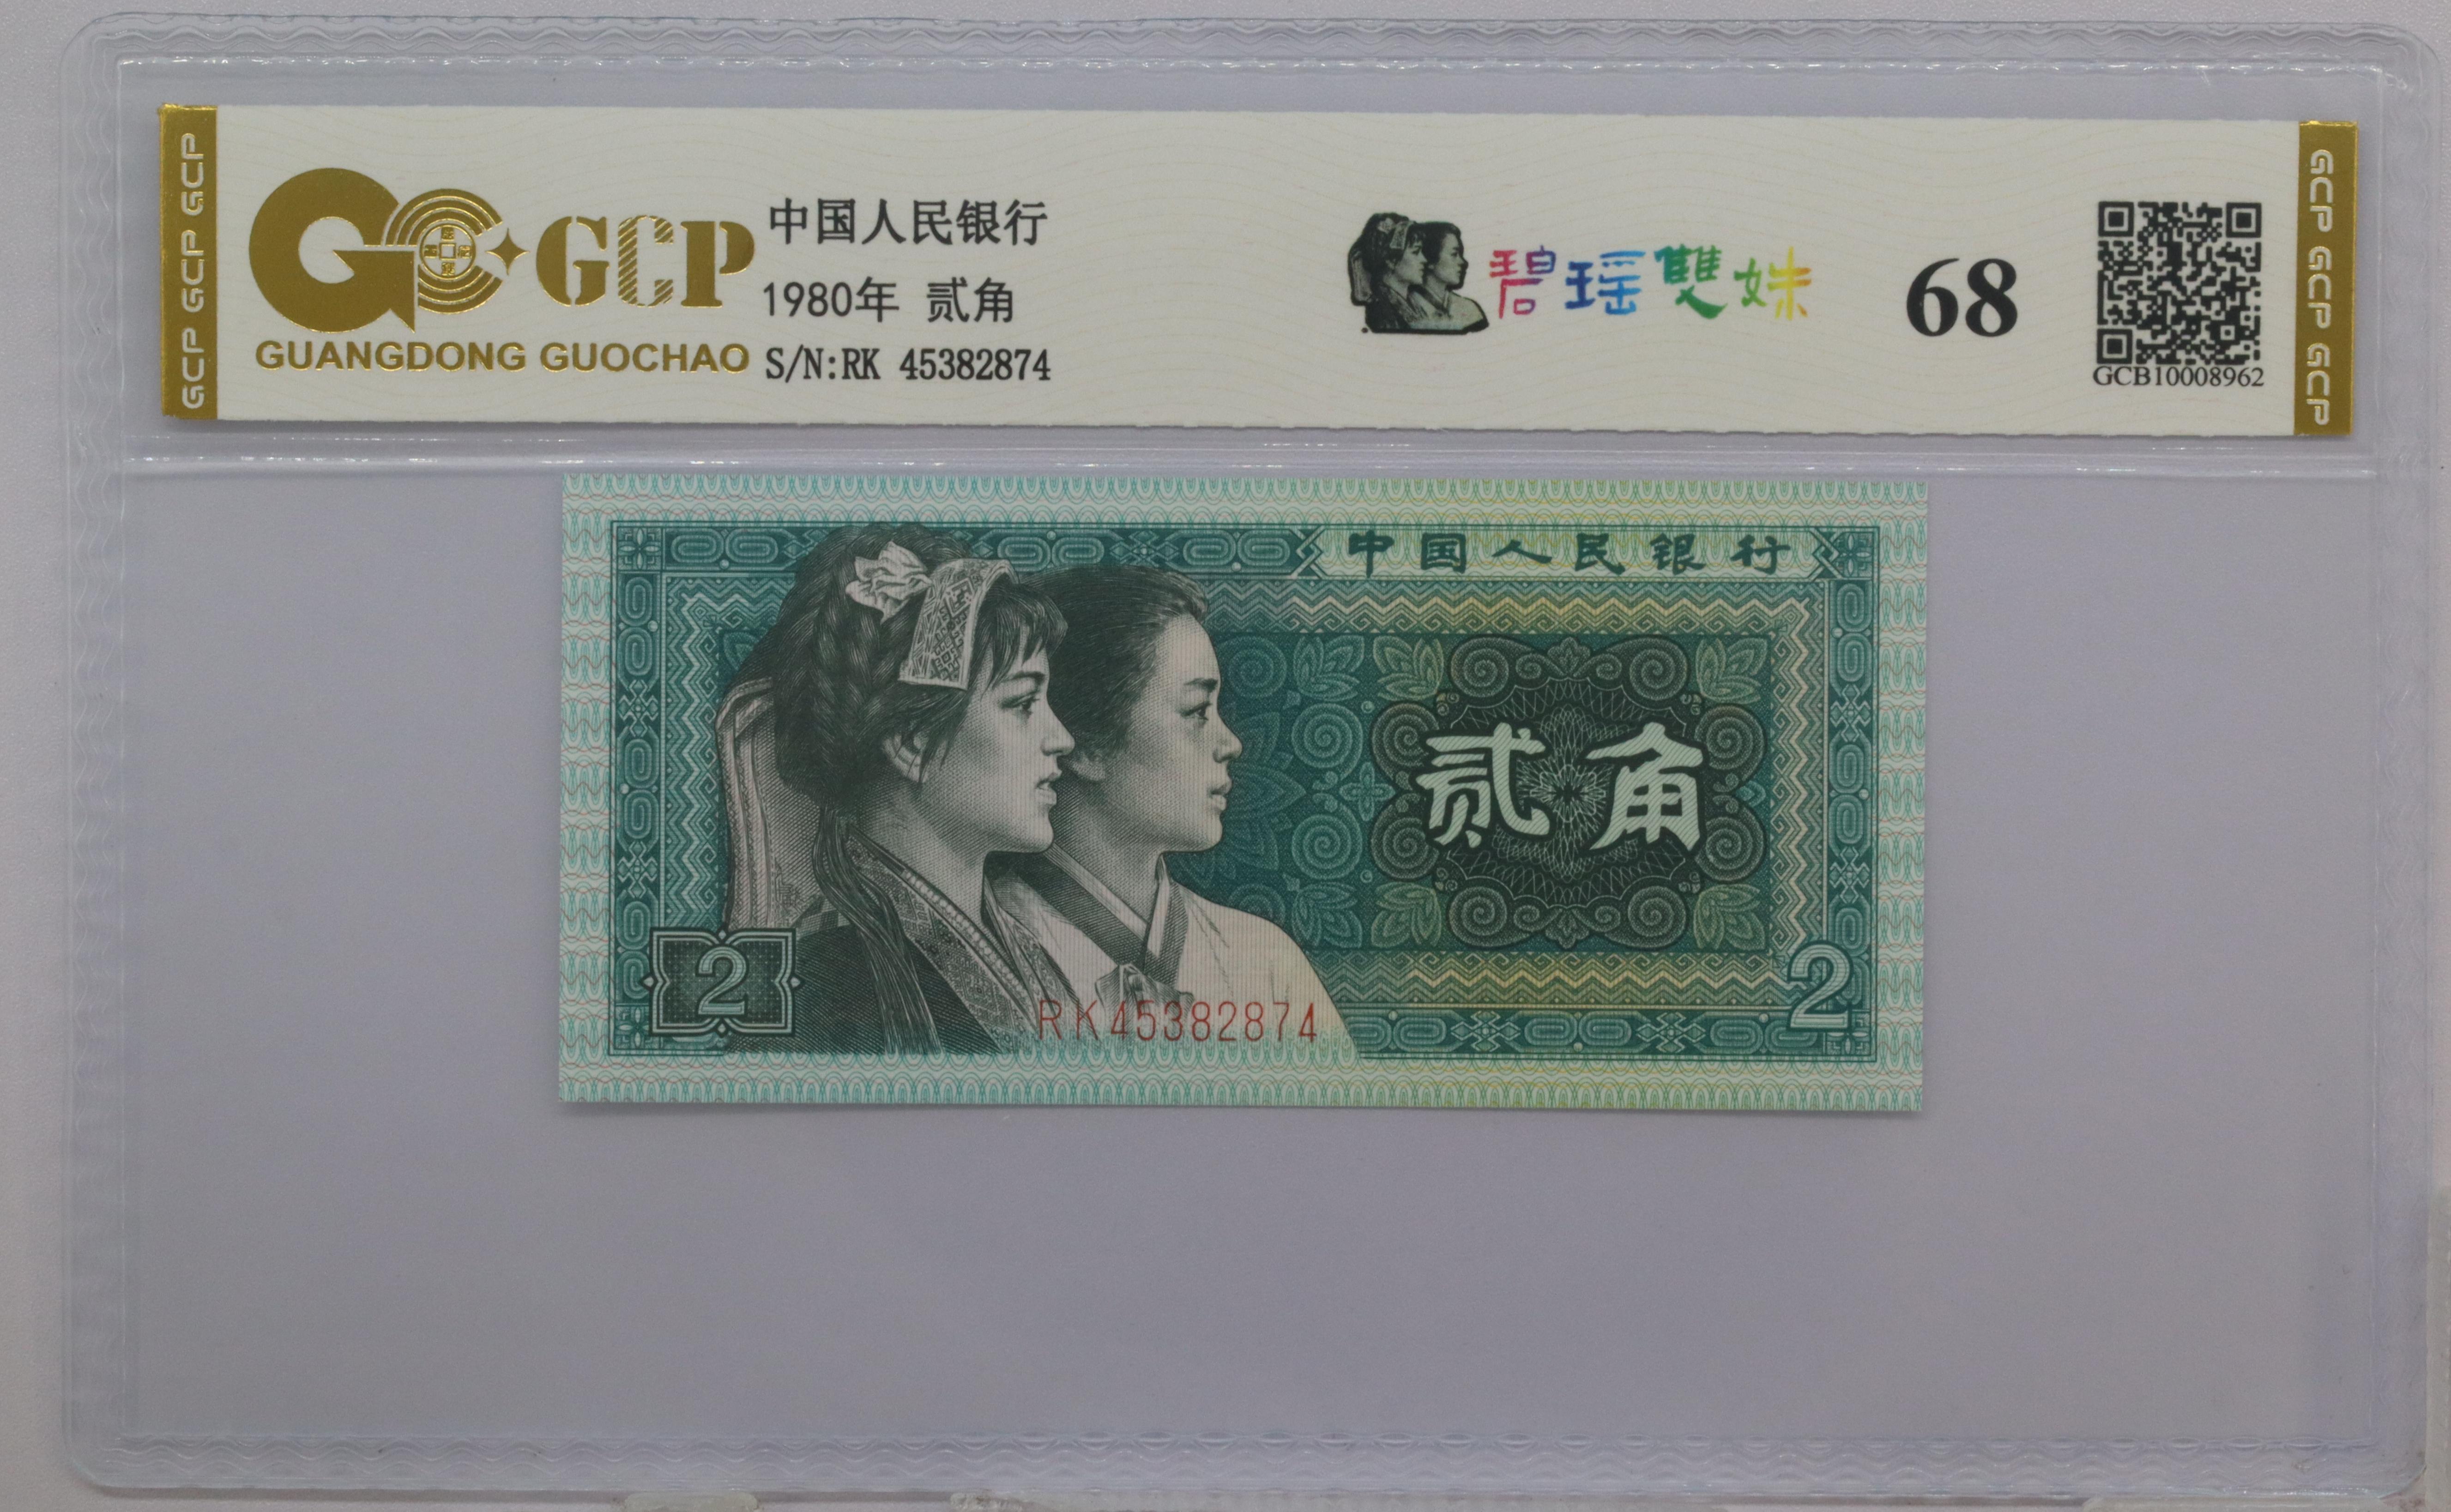 GCP GCP GCP
GCP
GUANGDONG GUOCHAO
中国人民银行
1980年 贰角
S/N:RK 45382874
碧瑶雙姝
68
GCB10008962
GCP GCP GCP
中国人民银行
贰角
2
RK45382874
2